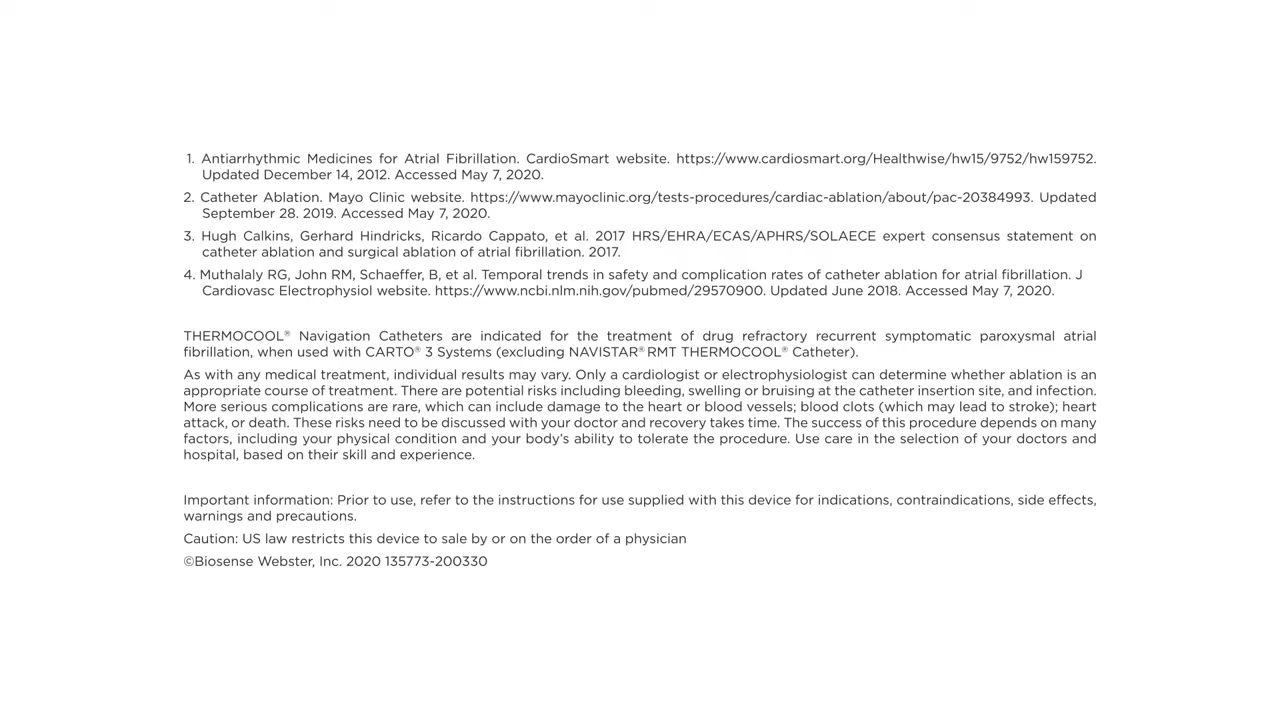 1. Antiarrhythmic Medicines for Atrial Fibrillation. CardioSmart website. https://www.cardiosmart.org/Healthwise/hw15/9752/hw159752.
Updated December 14, 2012. Accessed May 7, 2020.
2. Catheter Ablation. Mayo Clinic website. https://www.mayoclinic.org/tests-procedures/cardiac-ablation/about/pac-20384993. Updated
September 28. 2019. Accessed May 7, 2020.
3. Hugh Calkins, Gerhard Hindricks, Ricardo Cappato, et al. 2017 HRS/EHRA/ECAS/APHRS/SOLAECE expert consensus statement on
catheter ablation and surgical ablation of atrial fibrillation. 2017.
4. Muthalaly RG, John RM, Schaeffer, B, et al. Temporal trends in safety and complication rates of catheter ablation for atrial fibrillation. J
Cardiovasc Electrophysiol website. https://www.ncbi.nlm.nih.gov/pubmed/29570900. Updated June 2018. Accessed May 7, 2020.
THERMOCOOL® Navigation Catheters are indicated for the treatment of drug refractory recurrent symptomatic paroxysmal atrial
fibrillation, when used with CARTO® 3 Systems (excluding NAVISTAR® RMT THERMOCOOL® Catheter).
As with any medical treatment, individual results may vary. Only a cardiologist or electrophysiologist can determine whether ablation is an
appropriate course of treatment. There are potential risks including bleeding, swelling or bruising at the catheter insertion site, and infection.
More serious complications are rare, which can include damage to the heart or blood vessels; blood clots (which may lead to stroke); heart
attack, or death. These risks need to be discussed with your doctor and recovery takes time. The success of this procedure depends on many
factors, including your physical condition and your body's ability to tolerate the procedure. Use care in the selection of your doctors and
hospital, based on their skill and experience.
Important information: Prior to use, refer to the instructions for use supplied with this device for indications, contraindications, side effects,
warnings and precautions.
Caution: US law restricts this device to sale by or on the order of a physician
©Biosense Webster, Inc. 2020 135773-200330